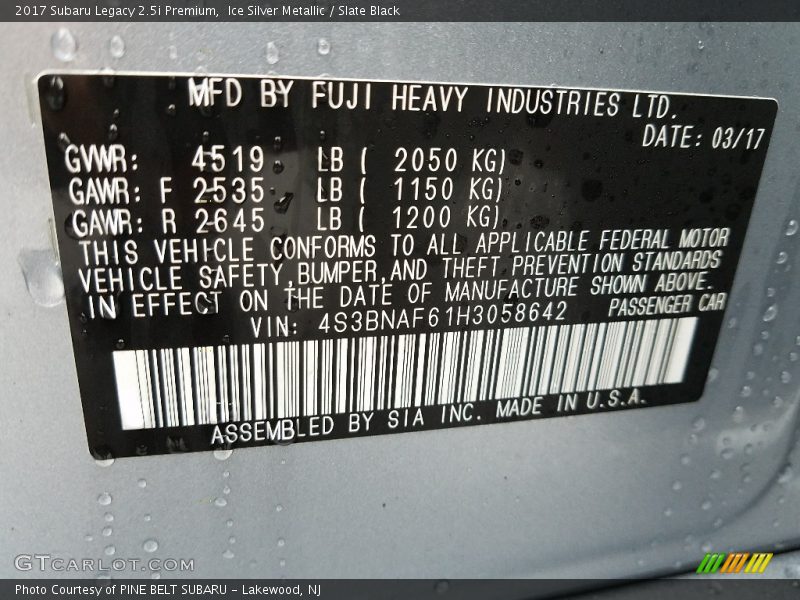 2017 Subaru Legacy 2.5i Premium, Ice Silver Metallic / Slate Black
MFD BY FUJI HEAVY INDUSTRIES LTD.
DATE: 03/17
GVWR: 4519 LB ( 2050 KG)
GAWR: F 2535 LB ( 1150 KG)
GAWR: R 2645 LB ( 1200 KG)
THIS VEHICLE CONFORMS TO ALL APPLICABLE FEDERAL MOTOR
VEHICLE SAFETY, BUMPER, AND THEFT PREVENTION STANDARDS
IN EFFECT ON THE DATE OF MANUFACTURE SHOWN ABOVE.
VIN: 4S3BNAF61H3058642 PASSENGER CAR
ASSEMBLED BY SIA INC. MADE IN U.S.A.
GTCarLot.com
Photo Courtesy of PINE BELT SUBARU - Lakewood, NJ